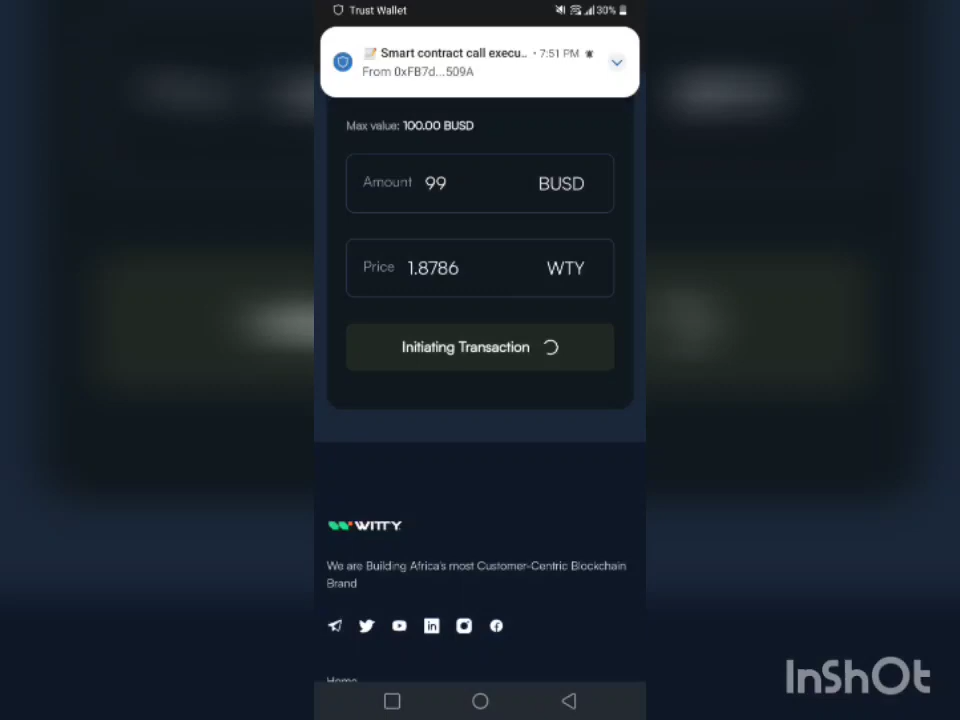 Trust Wallet 30%
📝 Smart contract call execu.. • 7:51 PM
From 0xFB7d...509A
Max value: 100.00 BUSD
Amount 99 BUSD
Price 1.8786 WTY
Initiating Transaction
WITTY
We are Building Africa's most Customer-Centric Blockchain
Brand
Home
InShOt